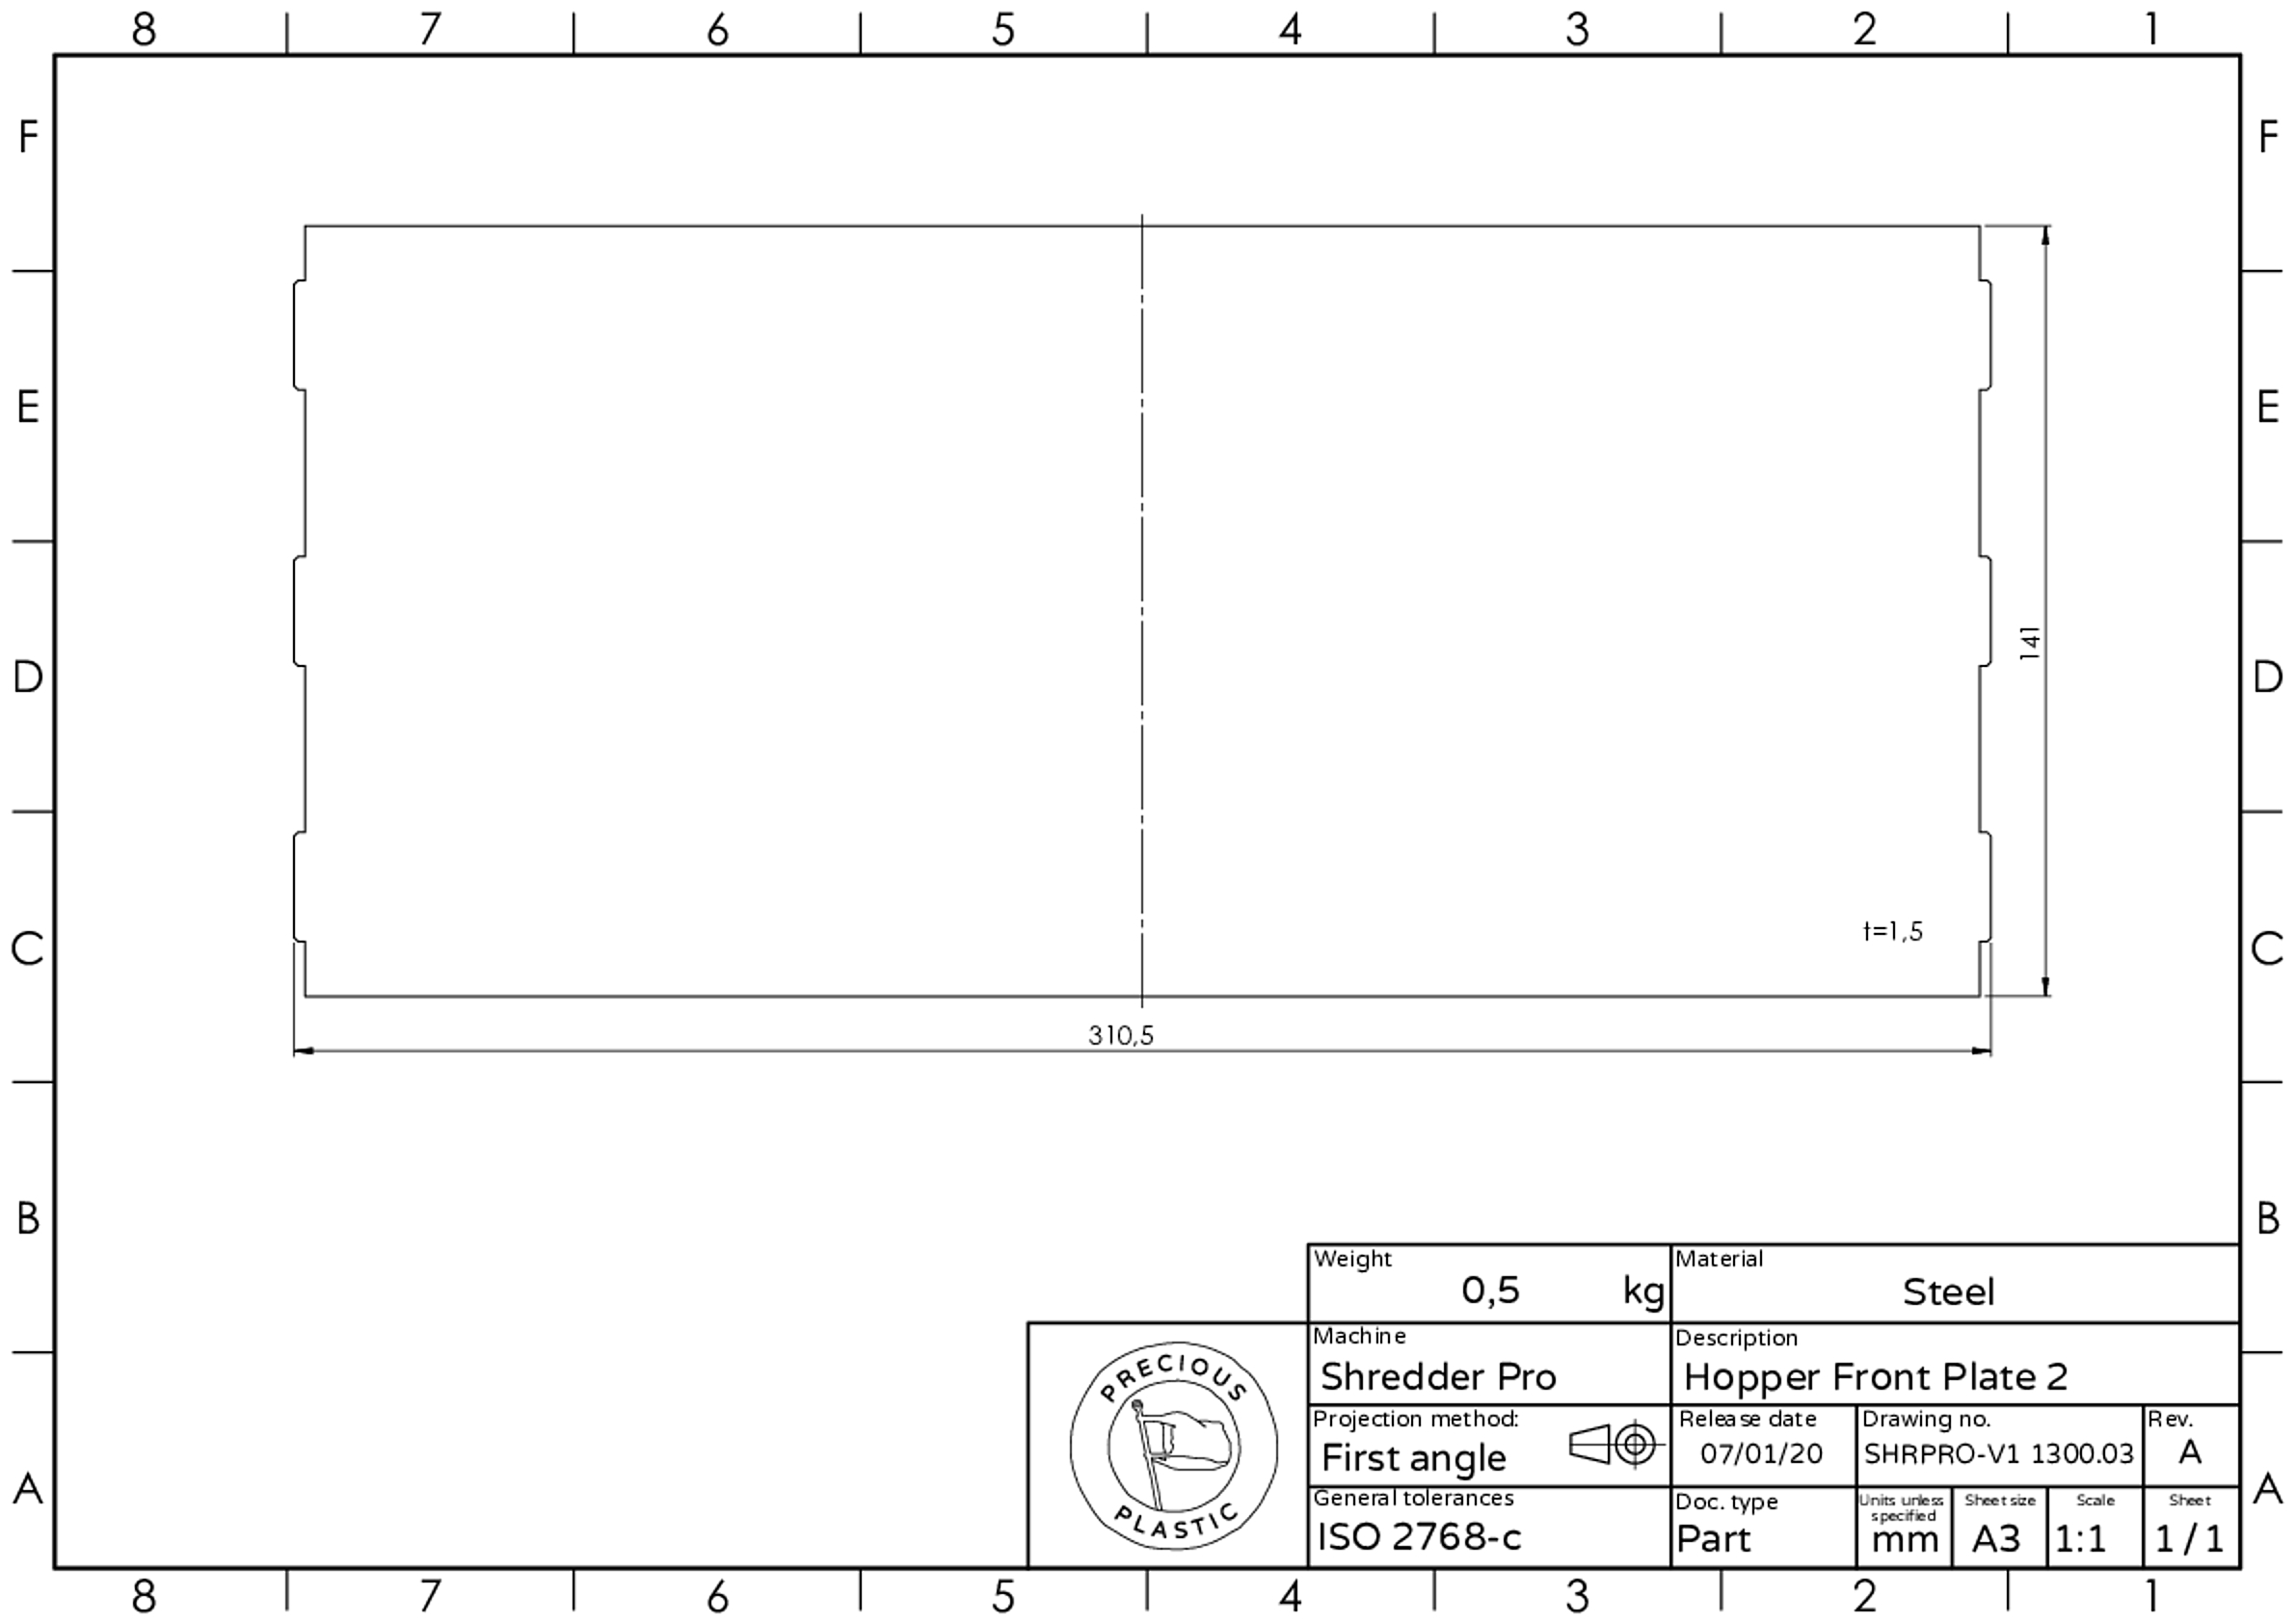 8 7 6 5 4 3 2 1
F F
E E
D D
C C
B B
A A
141
t=1,5
310,5
Weight
0,5 kg
Material
Steel
PRECIOUS
PLASTIC
Machine
Shredder Pro
Description
Hopper Front Plate 2
Projection method:
First angle
Release date
07/01/20
Drawing no.
SHRPRO-V1 1300.03
Rev.
A
General tolerances
ISO 2768-c
Doc. type
Part
Units unless
specified
mm
Sheet size
A3
Scale
1:1
Sheet
1 / 1
8 7 6 5 4 3 2 1